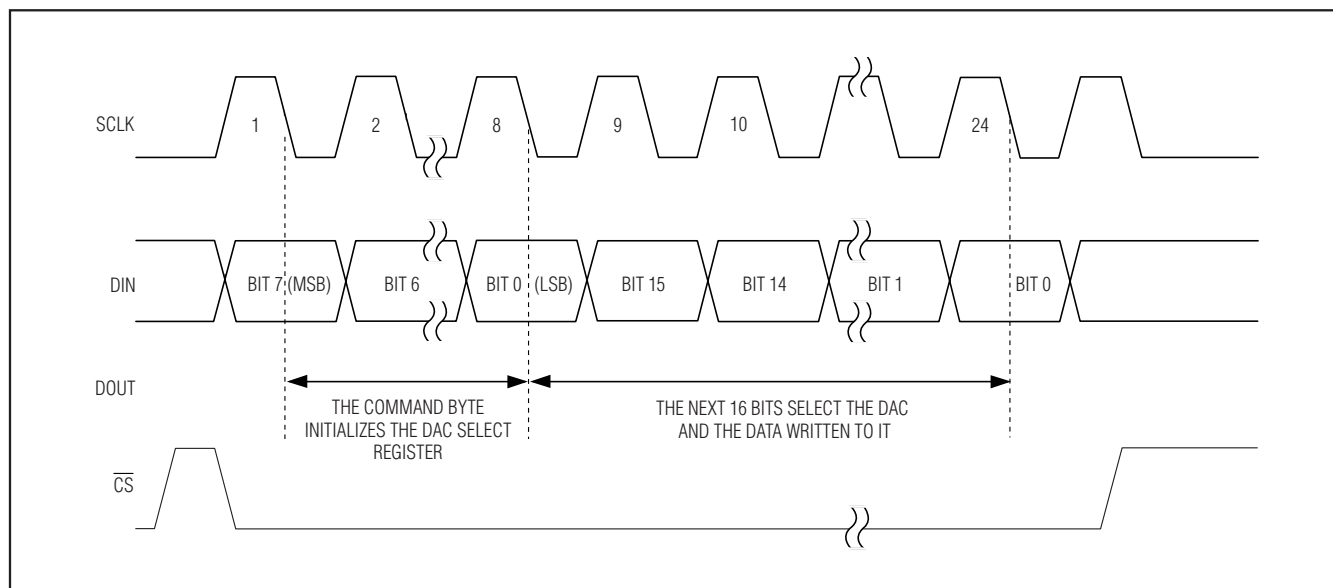 SCLK 1 2 8 9 10 24
DIN BIT 7 (MSB) BIT 6 BIT 0 (LSB) BIT 15 BIT 14 BIT 1 BIT 0
DOUT
THE COMMAND BYTE
INITIALIZES THE DAC SELECT
REGISTER
THE NEXT 16 BITS SELECT THE DAC
AND THE DATA WRITTEN TO IT
CS